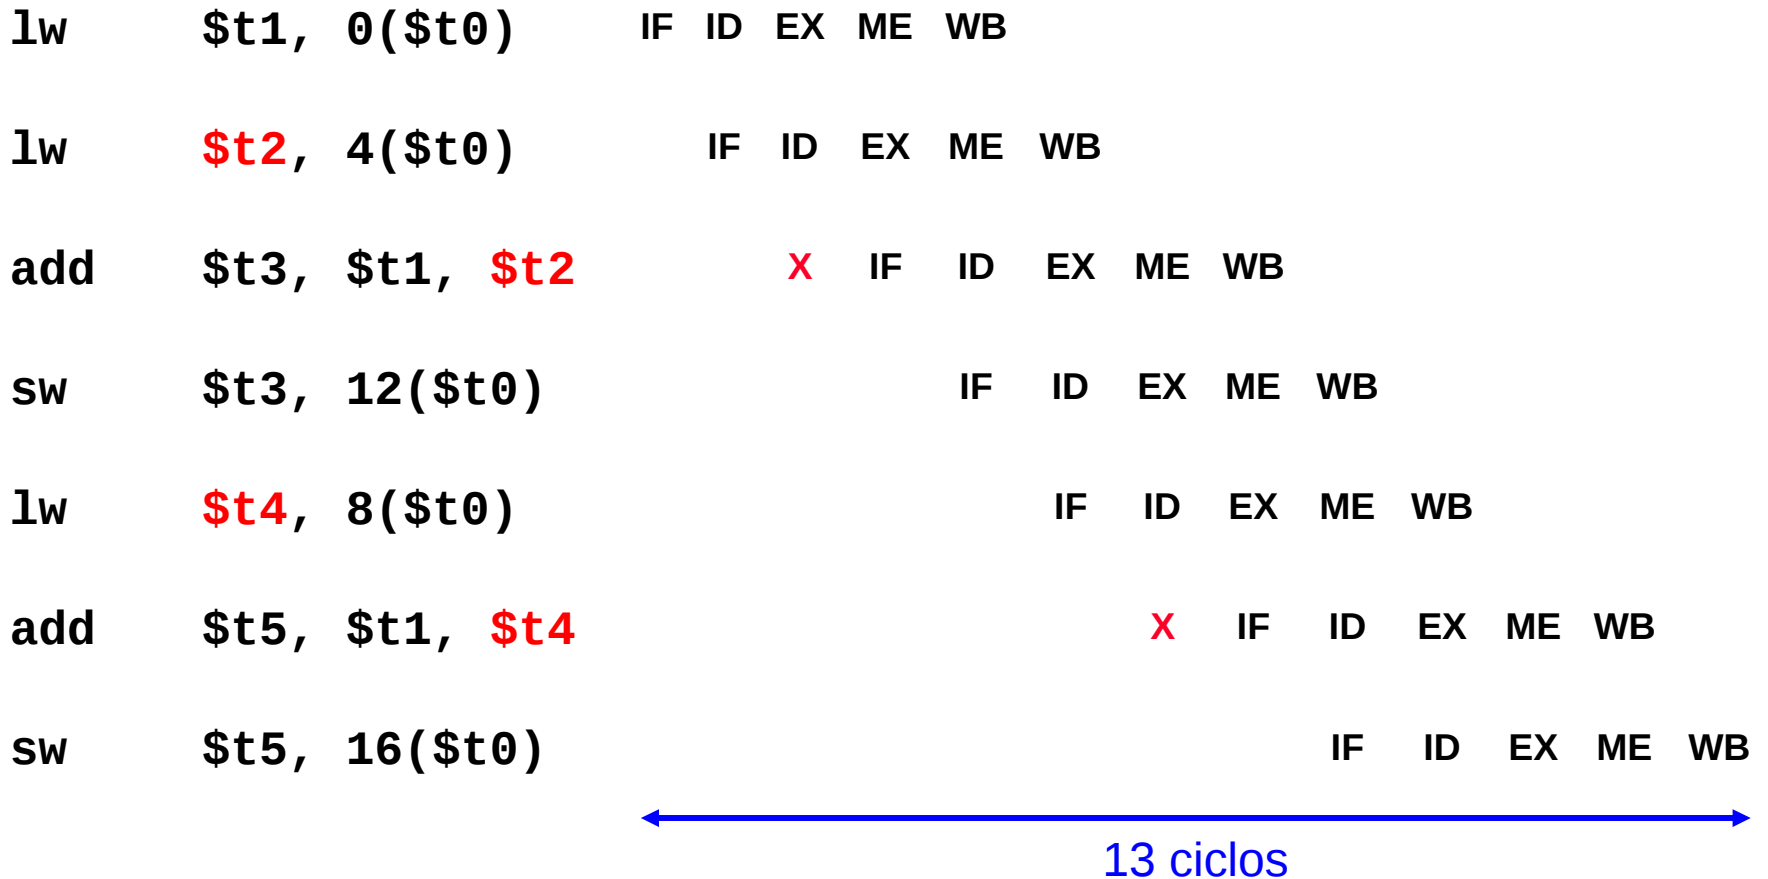 lw $t1, 0($t0) IF ID EX ME WB
lw $t2, 4($t0) IF ID EX ME WB
add $t3, $t1, $t2 X IF ID EX ME WB
sw $t3, 12($t0) IF ID EX ME WB
lw $t4, 8($t0) IF ID EX ME WB
add $t5, $t1, $t4 X IF ID EX ME WB
sw $t5, 16($t0) IF ID EX ME WB
13 ciclos